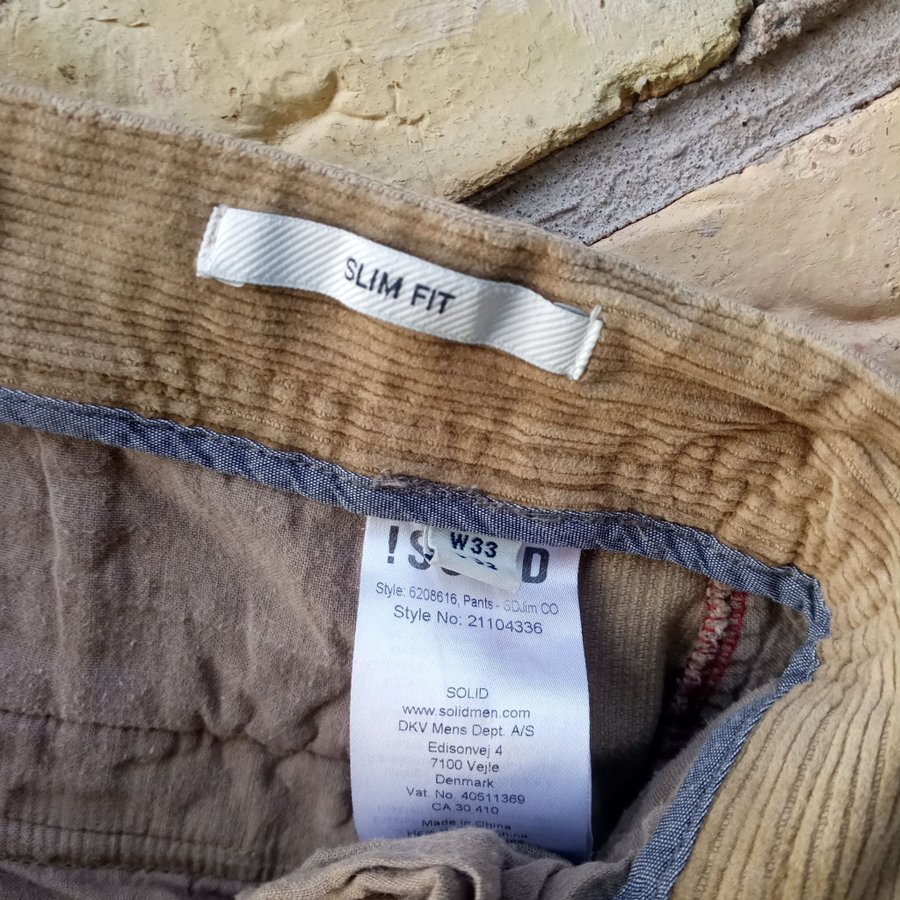 SLIM FIT
W33
Style: 6208616, Pants - SDJim CO
Style No: 21104336
SOLID
www.solidmen.com
DKV Mens Dept. A/S
Edisonvej 4
7100 Vejle
Denmark
Vat. No. 40511369
CA 30 410
Made in China